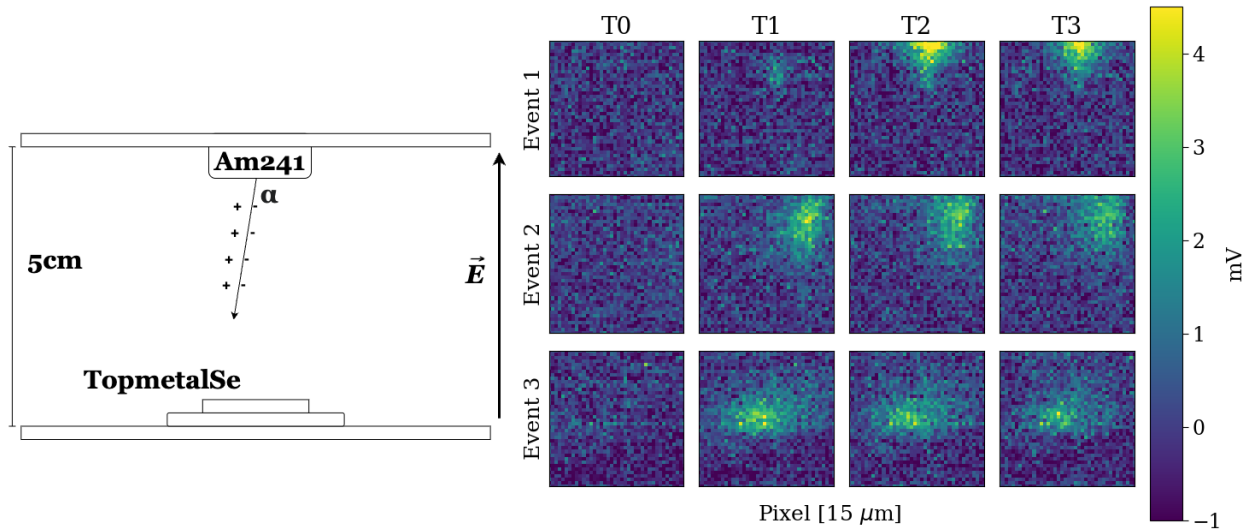 Am241
α
+ -
+ -
+ -
+ -
5cm
E
TopmetalSe
T0 T1 T2 T3
Event 1
Event 2
Event 3
Pixel [15 μm]
4
3
2
1
0
−1
mV